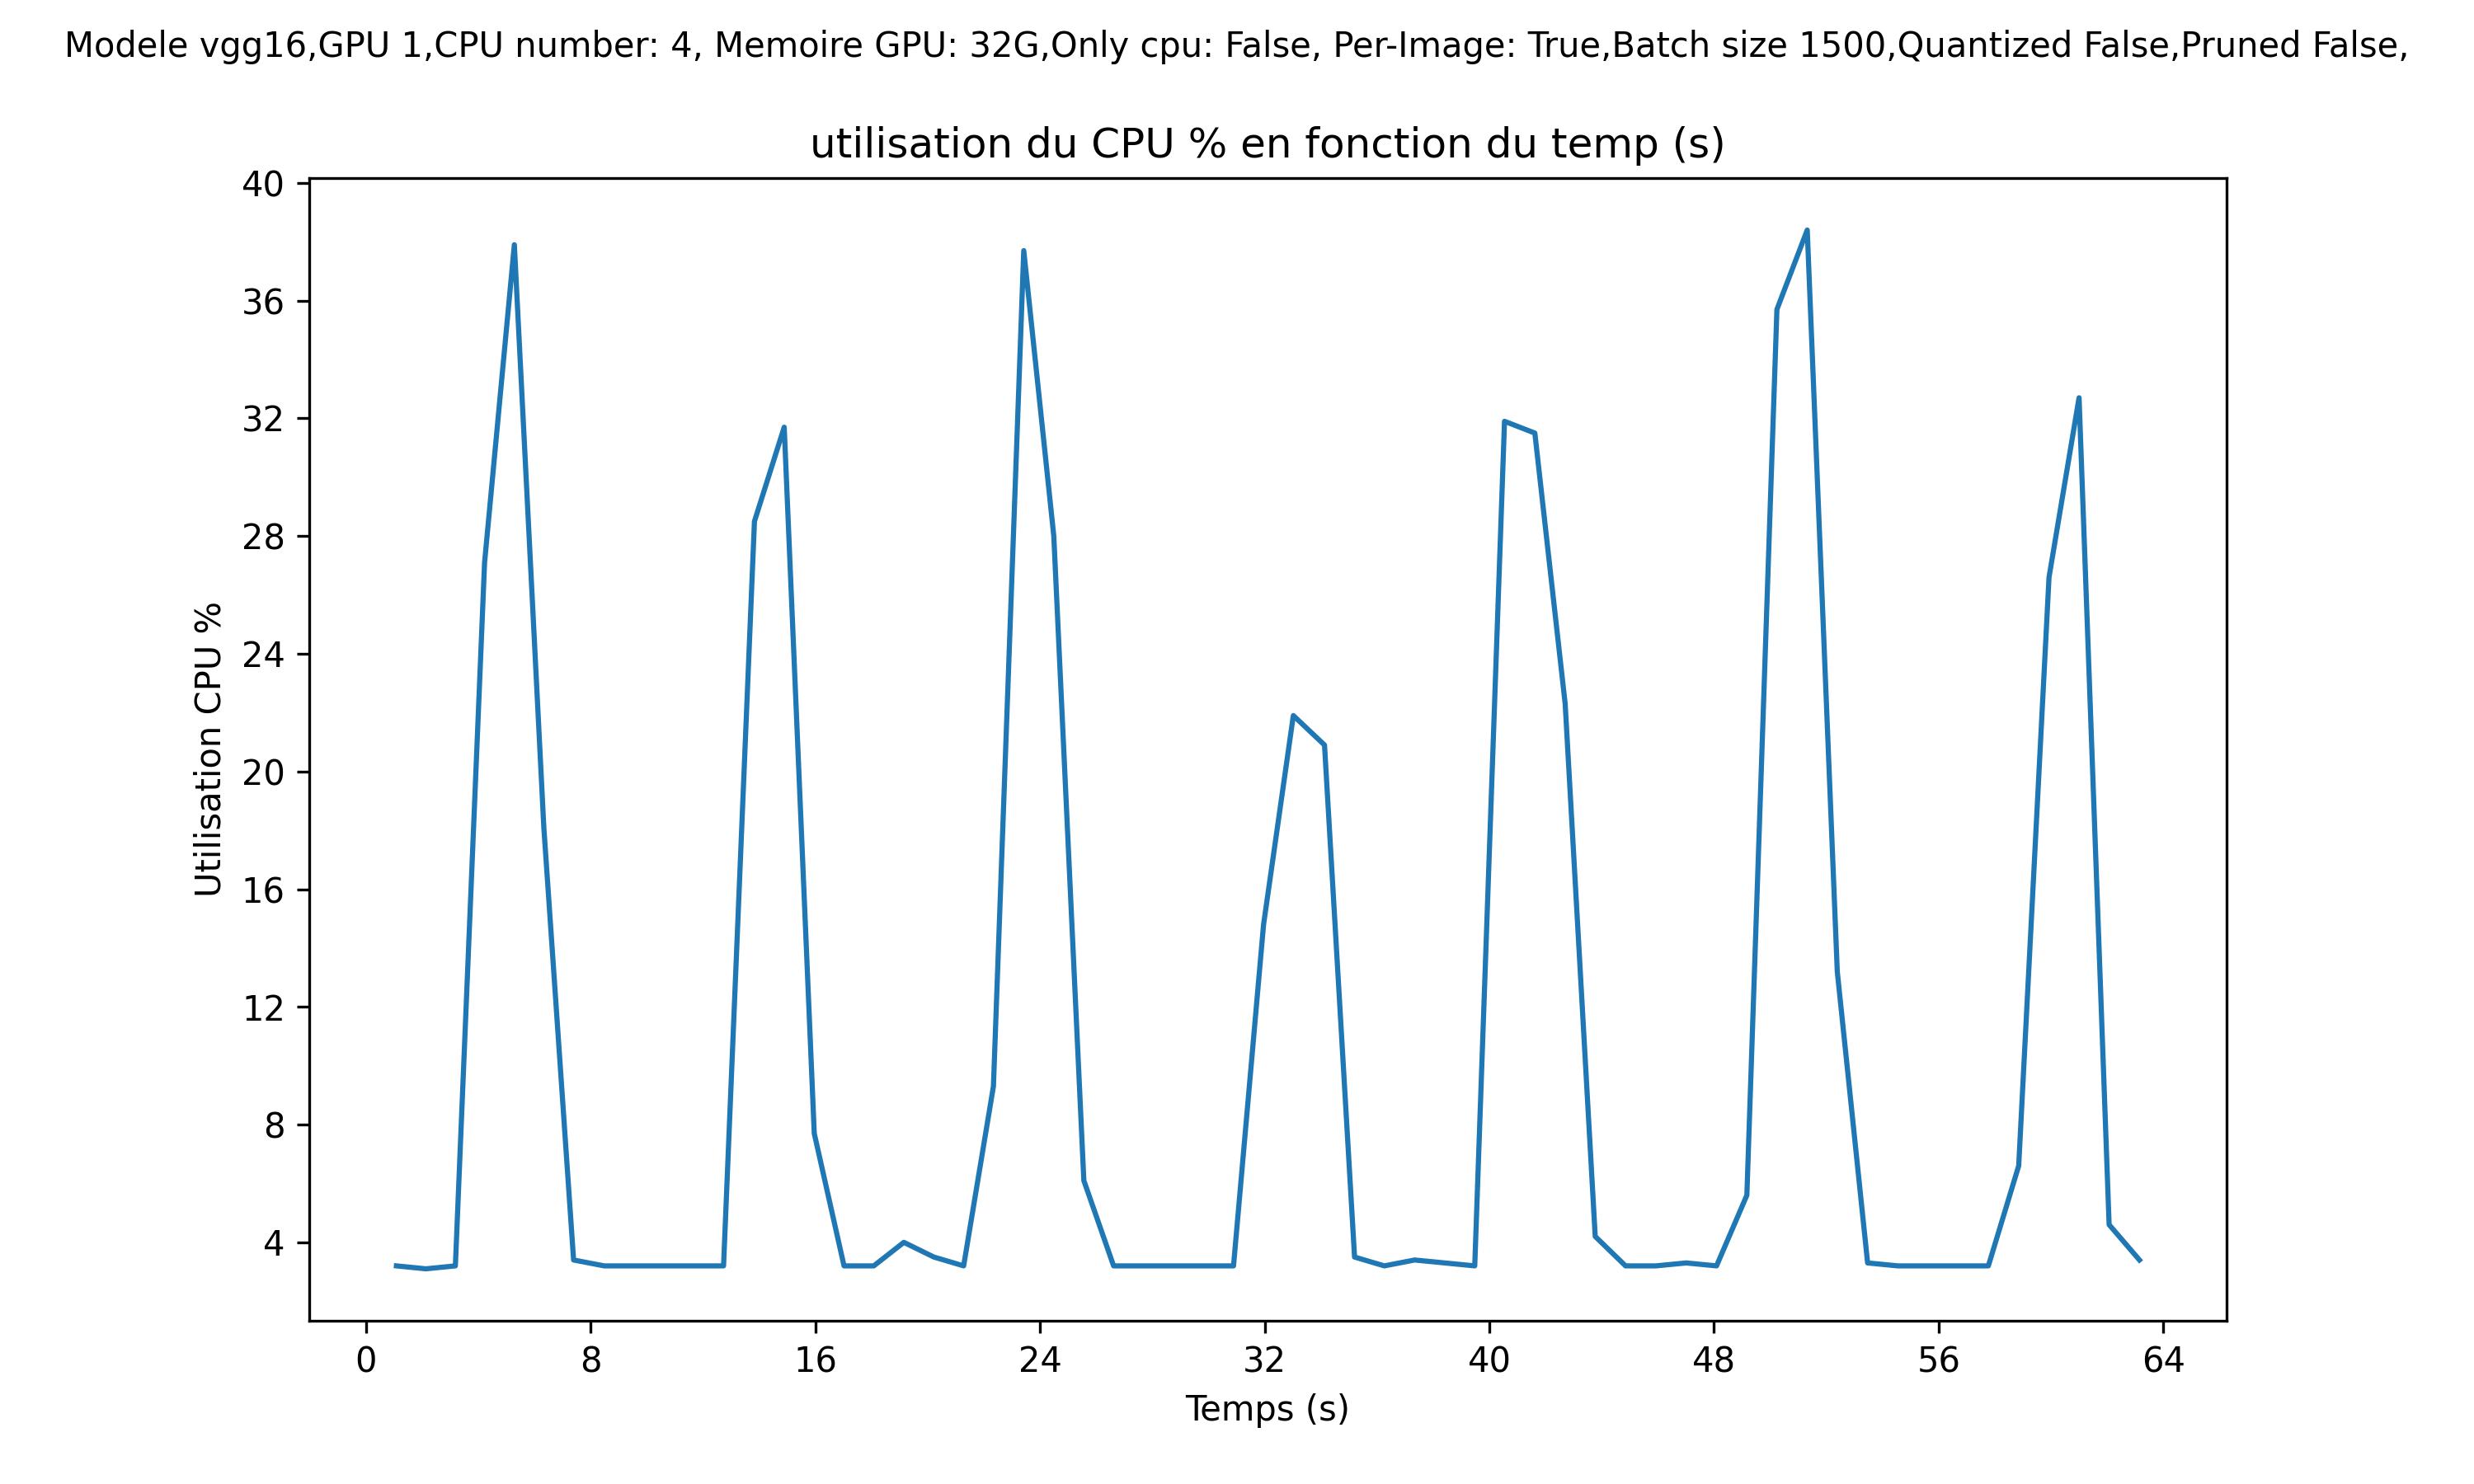 Modele vgg16,GPU 1,CPU number: 4, Memoire GPU: 32G,Only cpu: False, Per-Image: True,Batch size 1500,Quantized False,Pruned False,
utilisation du CPU % en fonction du temp (s)
40
36
32
28
24
20
16
12
8
4
Utilisation CPU %
0 8 16 24 32 40 48 56 64
Temps (s)